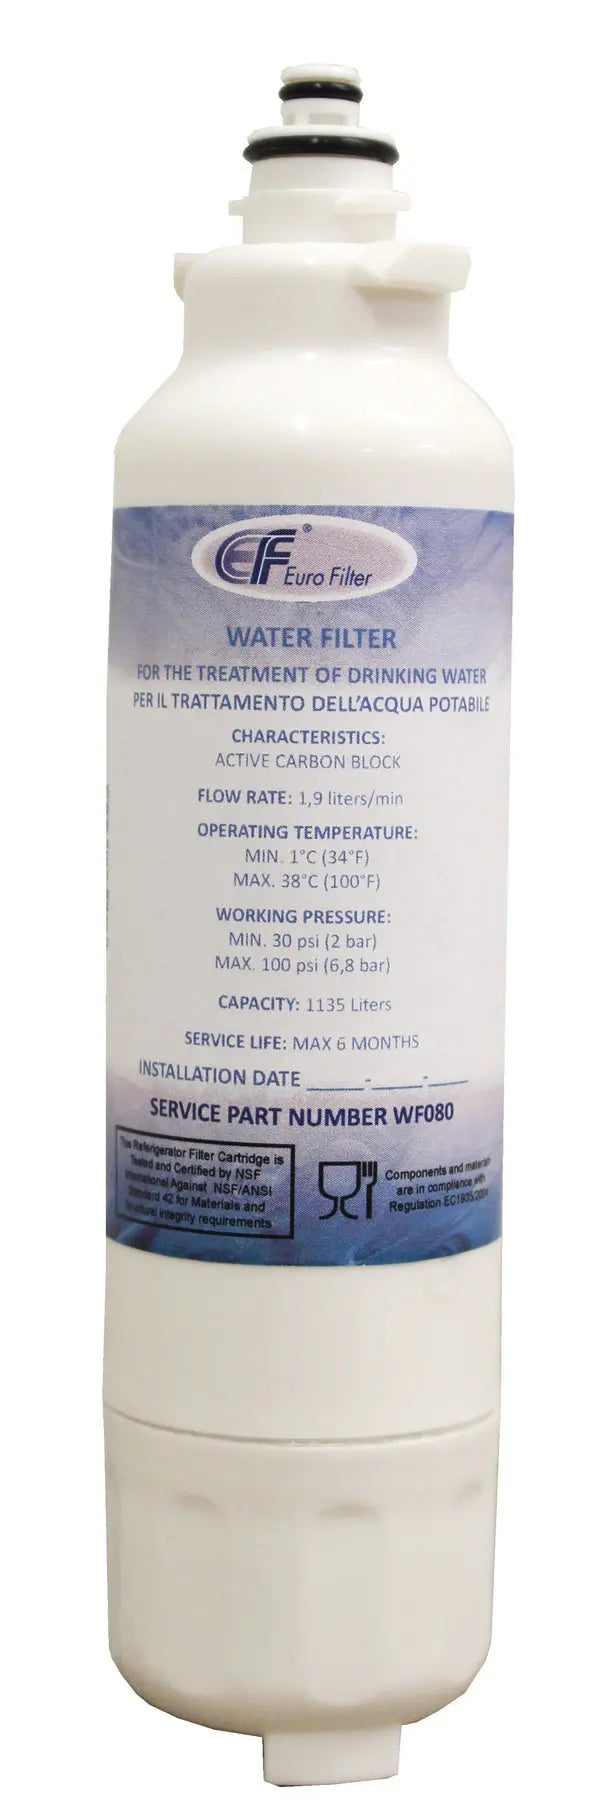 EF®
Euro Filter
WATER FILTER
FOR THE TREATMENT OF DRINKING WATER
PER IL TRATTAMENTO DELL'ACQUA POTABILE
CHARACTERISTICS:
ACTIVE CARBON BLOCK
FLOW RATE: 1,9 liters/min
OPERATING TEMPERATURE:
MIN. 1°C (34°F)
MAX. 38°C (100°F)
WORKING PRESSURE:
MIN. 30 psi (2 bar)
MAX. 100 psi (6,8 bar)
CAPACITY: 1135 Liters
SERVICE LIFE: MAX 6 MONTHS
INSTALLATION DATE ______-______-______
SERVICE PART NUMBER WF080
This Referigerator Filter Cartridge is
Tested and Certified by NSF
International Against NSF/ANSI
Standard 42 for Materials and
Structural integrity requirements
Components and materials
are in compliance with
Regulation EC1935/2004